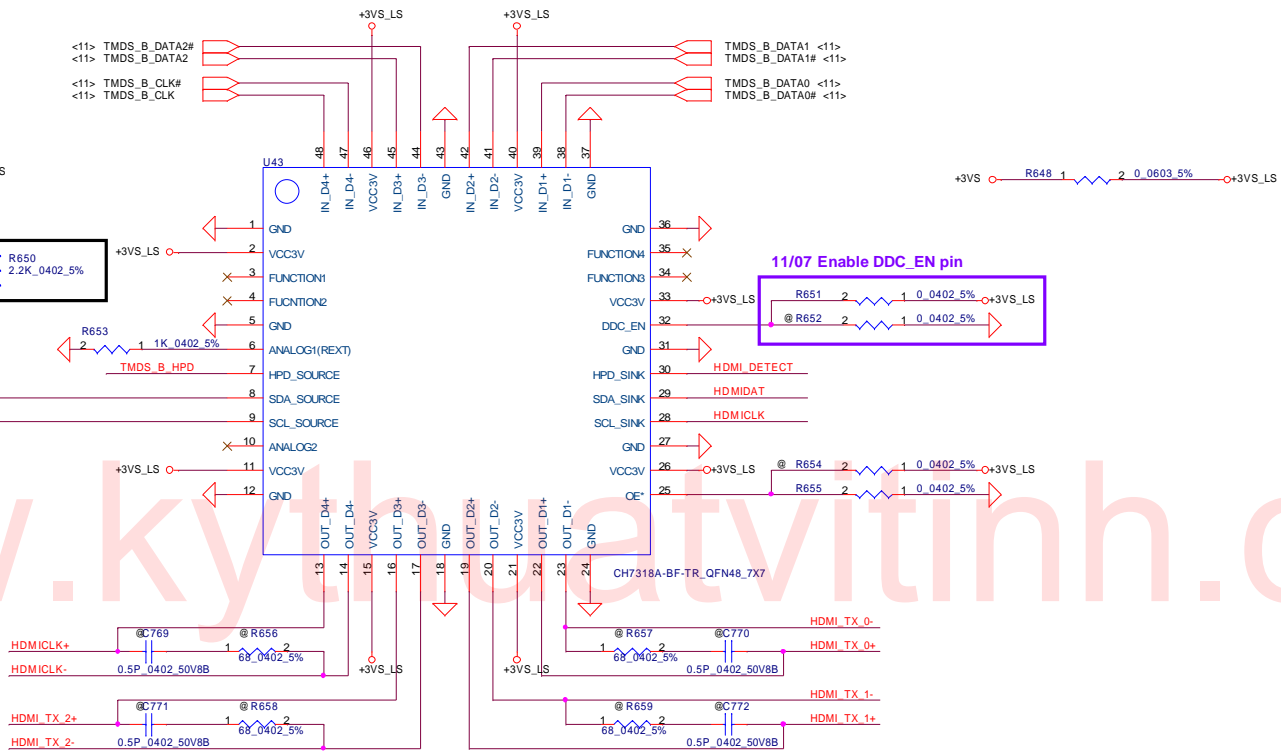 +3VS_LS
+3VS_LS
<11> TMDS_B_DATA2#
<11> TMDS_B_DATA2
<11> TMDS_B_CLK#
<11> TMDS_B_CLK
TMDS_B_DATA1 <11>
TMDS_B_DATA1# <11>
TMDS_B_DATA0 <11>
TMDS_B_DATA0# <11>
48 47 46 45 44 43 42 41 40 39 38 37
U43
S
IN_D4+ IN_D4- VCC3V IN_D3+ IN_D3- GND IN_D2+ IN_D2- VCC3V IN_D1+ IN_D1- GND
+3VS R648 1 2 0_0603_5% +3VS_LS
1 GND
GND 36
+3VS_LS 2 VCC3V
FUNCTION4 35
R650
2.2K_0402_5%
3 FUNCTION1
FUNCTION3 34
11/07 Enable DDC_EN pin
4 FUCNTION2
VCC3V 33 +3VS_LS
R651 2 1 0_0402_5% +3VS_LS
5 GND
DDC_EN 32
@ R652 2 1 0_0402_5%
R653
2 1 1K_0402_5% 6 ANALOG1(REXT)
GND 31
TMDS_B_HPD 7 HPD_SOURCE
HPD_SINK 30 HDMI_DETECT
8 SDA_SOURCE
SDA_SINK 29 HDMIDAT
9 SCL_SOURCE
SCL_SINK 28 HDMICLK
10 ANALOG2
GND 27
+3VS_LS 11 VCC3V
VCC3V 26 +3VS_LS
@ R654 2 1 0_0402_5% +3VS_LS
12 GND
OE* 25
R655 2 1 0_0402_5%
w.kythuatvitinh.c
OUT_D4+ OUT_D4- VCC3V OUT_D3+ OUT_D3- GND OUT_D2+ OUT_D2- VCC3V OUT_D1+ OUT_D1- GND
13 14 15 16 17 18 19 20 21 22 23 24
CH7318A-BF-TR_QFN48_7X7
HDMICLK+
@C769
@ R656
1 2
68_0402_5%
HDMICLK-
0.5P_0402_50V8B
+3VS_LS
+3VS_LS
HDMI_TX_0-
@ R657
1 2
68_0402_5%
@C770
HDMI_TX_0+
0.5P_0402_50V8B
HDMI_TX_2+
@C771
@ R658
1 2
68_0402_5%
HDMI_TX_2-
0.5P_0402_50V8B
HDMI_TX_1-
@ R659
1 2
68_0402_5%
@C772
HDMI_TX_1+
0.5P_0402_50V8B